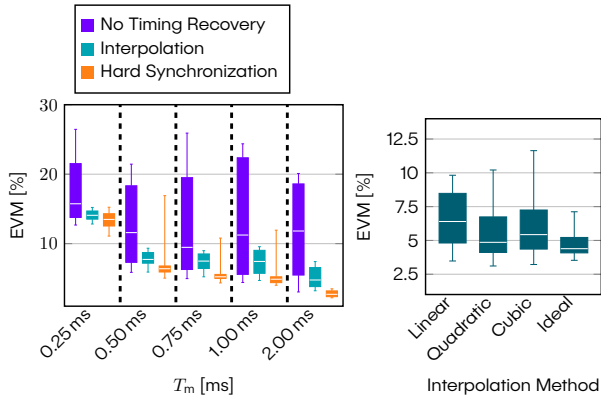 No Timing Recovery
Interpolation
Hard Synchronization
EVM [%]
30
20
10
0.25 ms
0.50 ms
0.75 ms
1.00 ms
2.00 ms
T_m [ms]
EVM [%]
12.5
10
7.5
5
2.5
Linear
Quadratic
Cubic
Ideal
Interpolation Method